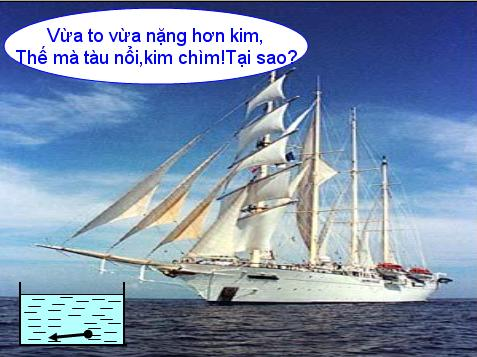 Vừa to vừa nặng hơn kim,
Thế mà tàu nổi,kim chìm!Tại sao?